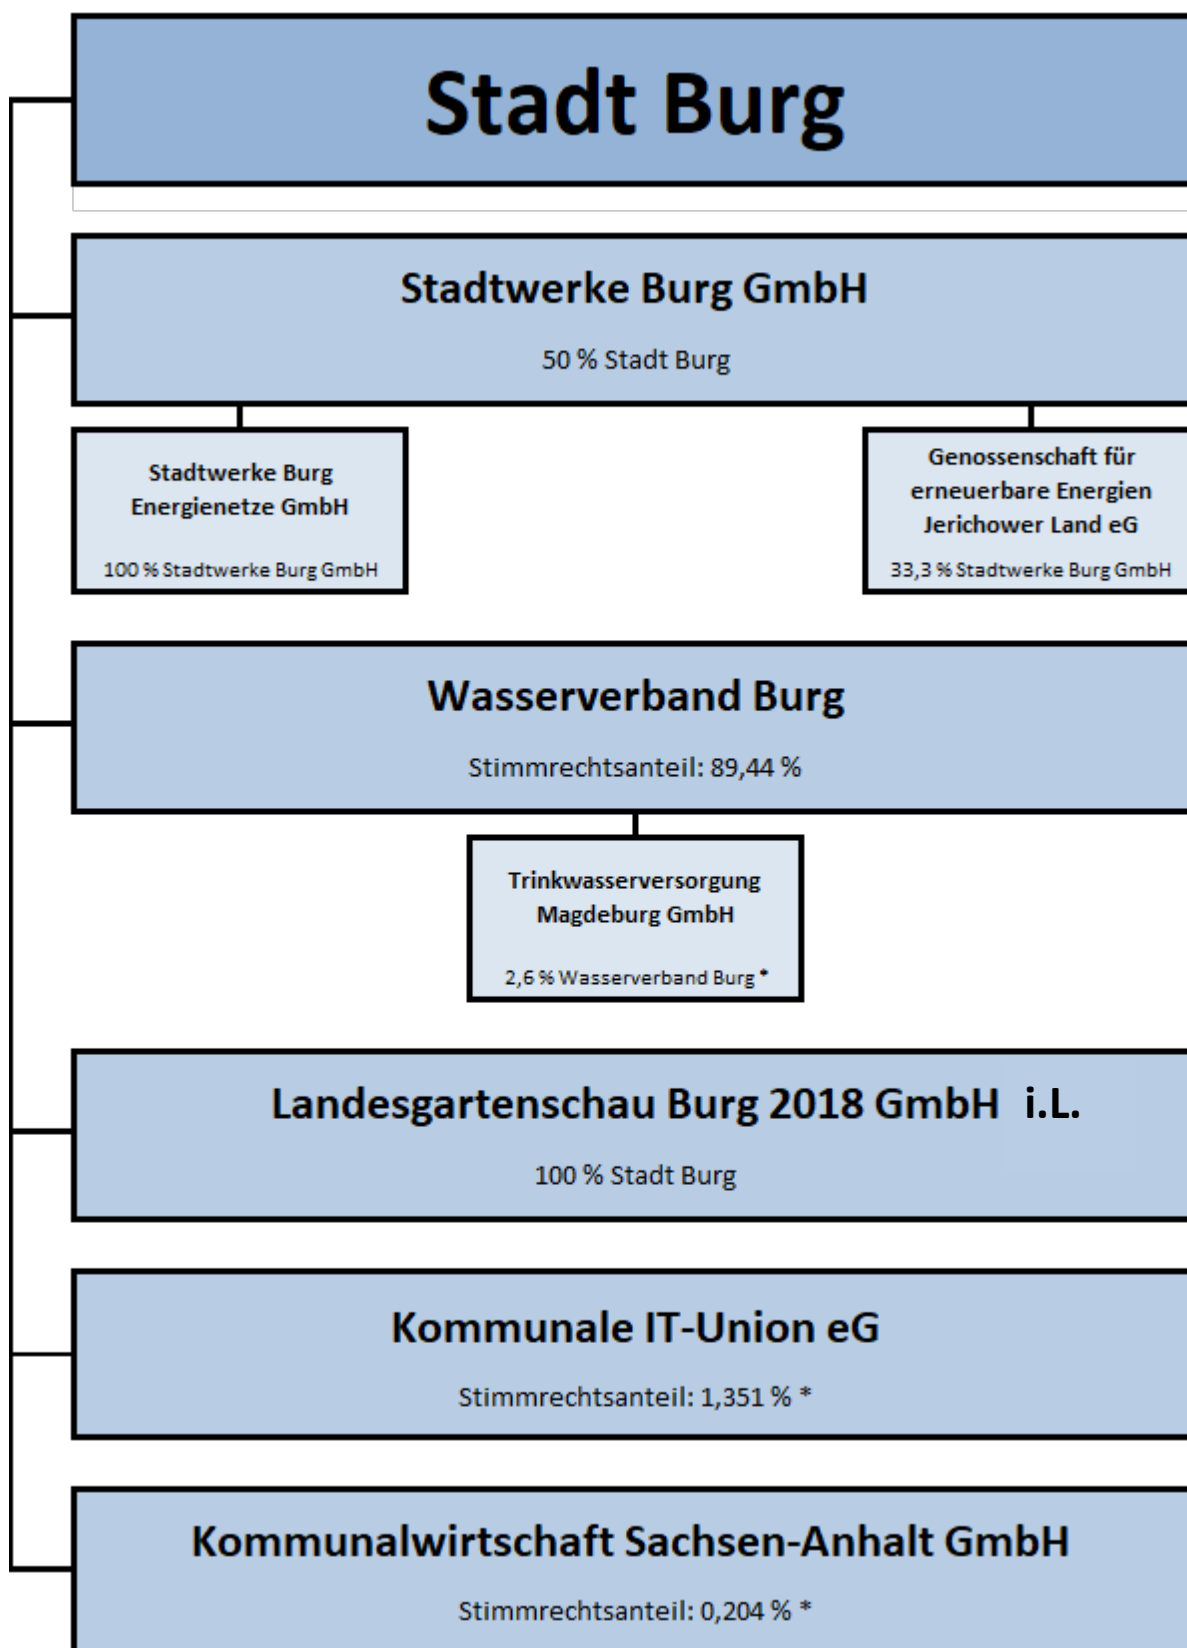 Stadt Burg
Stadtwerke Burg GmbH
50 % Stadt Burg
Stadtwerke Burg
Energienetze GmbH
100 % Stadtwerke Burg GmbH
Genossenschaft für
erneuerbare Energien
Jerichower Land eG
33,3 % Stadtwerke Burg GmbH
Wasserverband Burg
Stimmrechtsanteil: 89,44 %
Trinkwasserversorgung
Magdeburg GmbH
2,6 % Wasserverband Burg *
Landesgartenschau Burg 2018 GmbH i.L.
100 % Stadt Burg
Kommunale IT-Union eG
Stimmrechtsanteil: 1,351 % *
Kommunalwirtschaft Sachsen-Anhalt GmbH
Stimmrechtsanteil: 0,204 % *